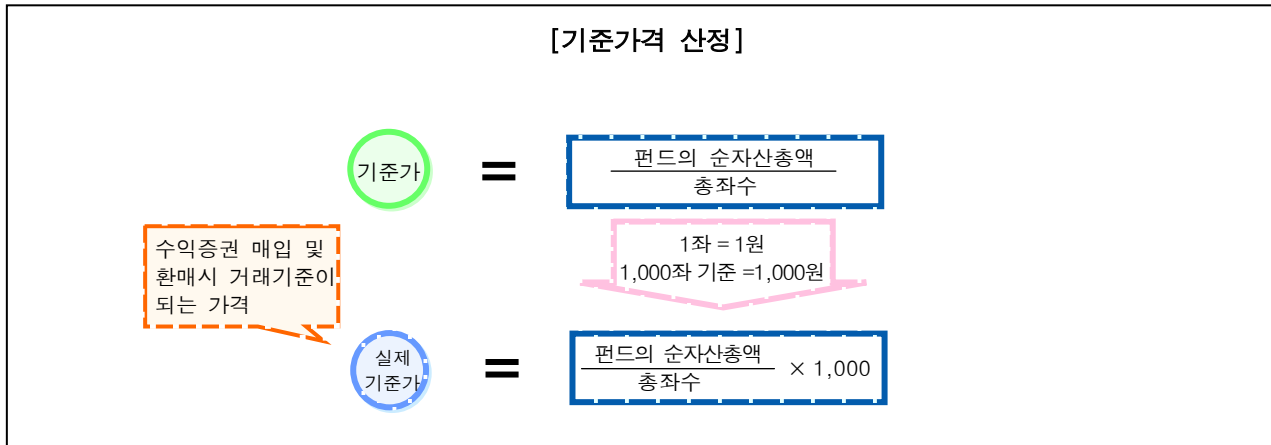 [기준가격 산정]
기준가
=
펀드의 순자산총액
총좌수
수익증권 매입 및
환매시 거래기준이
되는 가격
1좌 = 1원
1,000좌 기준 =1,000원
실제
기준가
=
펀드의 순자산총액
총좌수
× 1,000